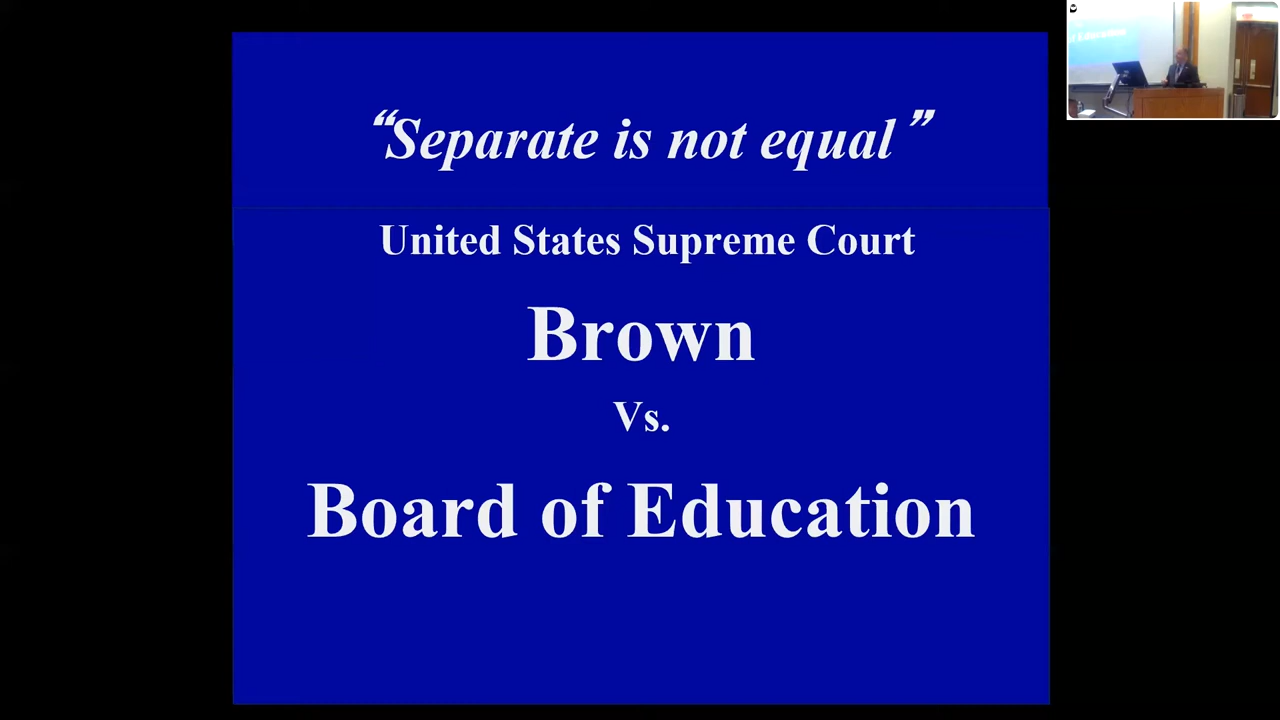 “Separate is not equal”
United States Supreme Court
Brown
Vs.
Board of Education